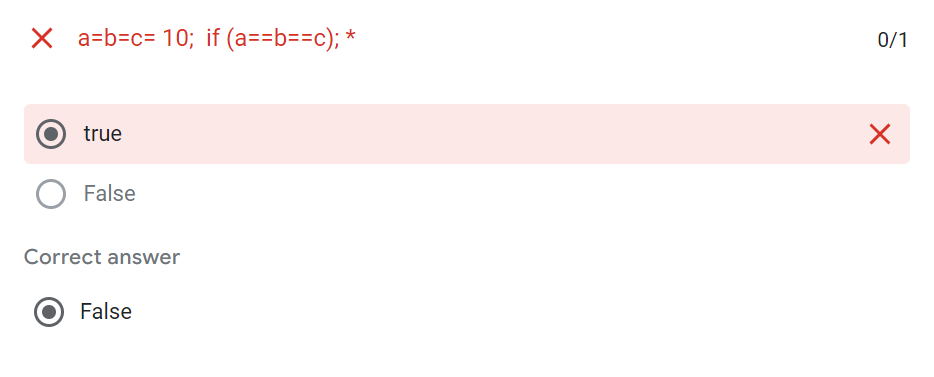 a=b=c= 10;  if (a==b==c); *
0/1
true
False
Correct answer
False